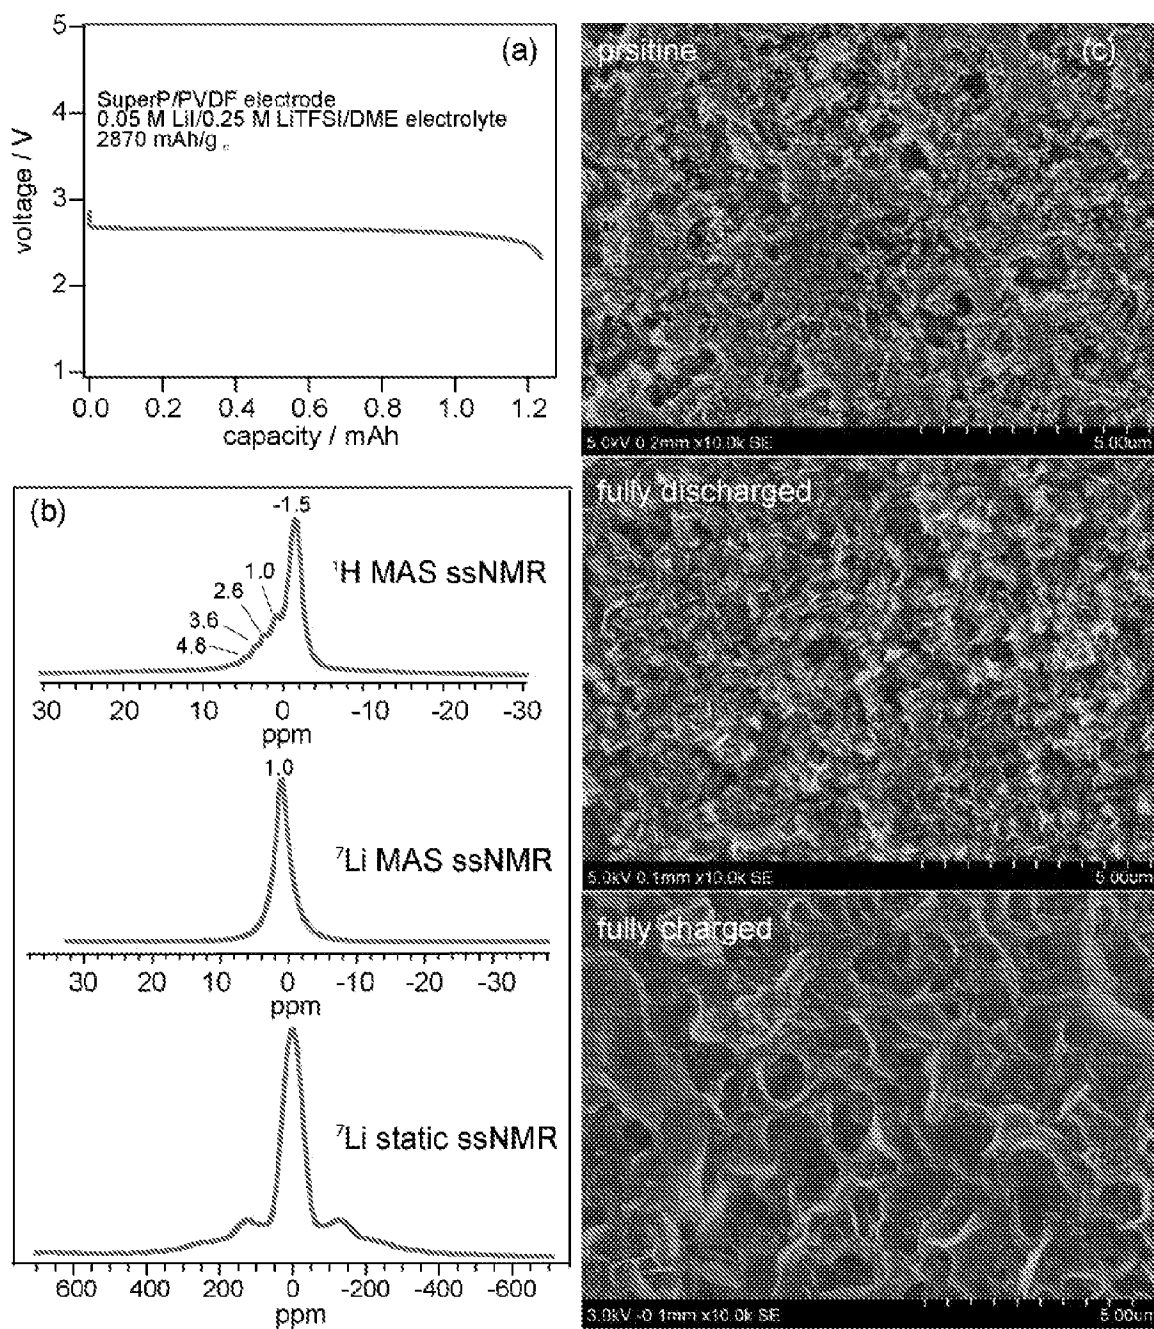 (a)
5
4
3
2
1
voltage / V
SuperP/PVDF electrode
0.05 M LiI/0.25 M LiTFSI/DME electrolyte
2870 mAh/g c
0.0 0.2 0.4 0.6 0.8 1.0 1.2
capacity / mAh
(b)
-1.5
1.0
2.6
3.6
4.8
¹H MAS ssNMR
30 20 10 0 -10 -20 -30
ppm
1.0
⁷Li MAS ssNMR
30 20 10 0 -10 -20 -30
ppm
⁷Li static ssNMR
600 400 200 0 -200 -400 -600
ppm
prsitine (c)
5.0kV 0.2mm x10.0k SE 5.00um
fully discharged
5.0kV 0.1mm x10.0k SE 5.00um
fully charged
3.0kV -0.1mm x10.0k SE 5.00um